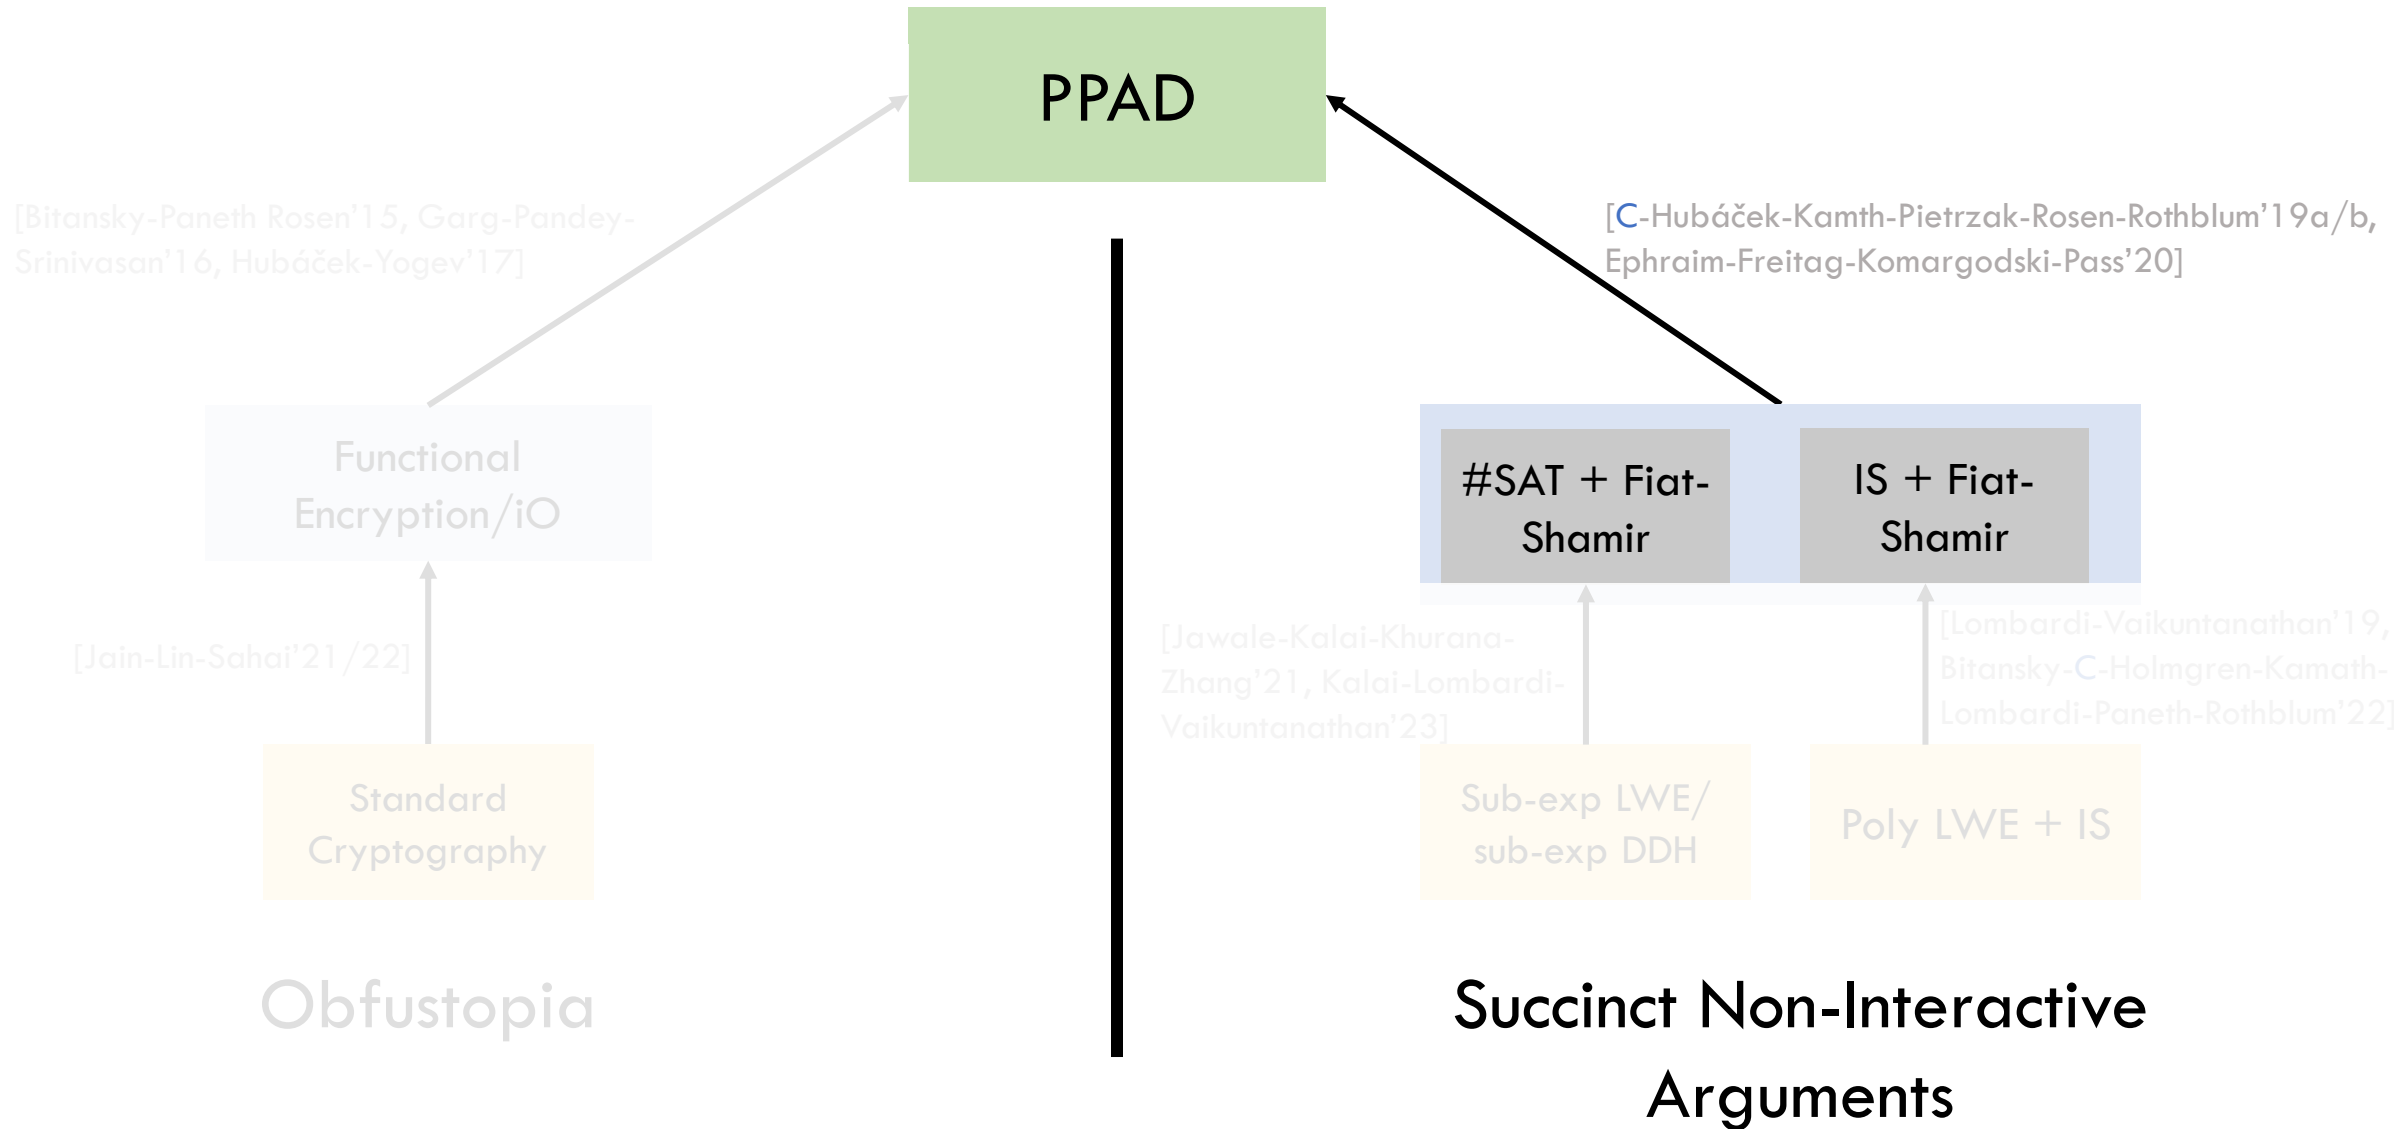 PPAD
[Bitansky-Paneth Rosen'15, Garg-Pandey-
Srinivasan'16, Hubáček-Yogev'17]
[C-Hubáček-Kamth-Pietrzak-Rosen-Rothblum'19a/b,
Ephraim-Freitag-Komargodski-Pass'20]
Functional
Encryption/iO
#SAT + Fiat-
Shamir
IS + Fiat-
Shamir
[Jain-Lin-Sahai'21/22]
[Jawale-Kalai-Khurana-
Zhang'21, Kalai-Lombardi-
Vaikuntanathan'23]
[Lombardi-Vaikuntanathan'19,
Bitansky-C-Holmgren-Kamath-
Lombardi-Paneth-Rothblum'22]
Standard
Cryptography
Sub-exp LWE/
sub-exp DDH
Poly LWE + IS
Obfustopia
Succinct Non-Interactive
Arguments